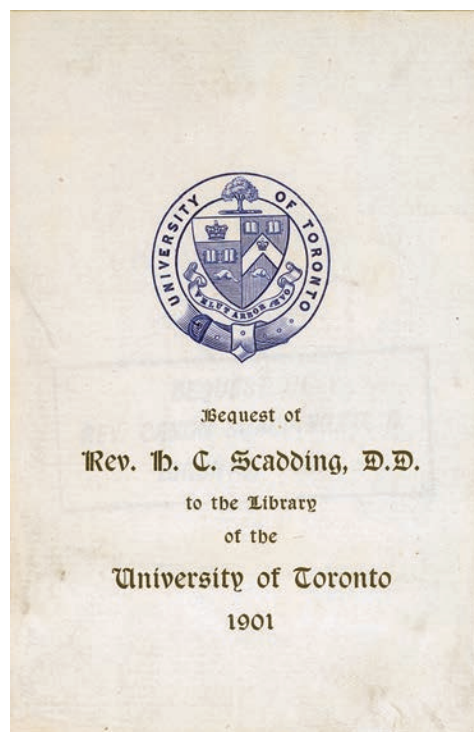 UNIVERSITY OF TORONTO
VELUT ARBOR ÆVO
Bequest of
Rev. H. C. Scadding, D.D.
to the Library
of the
University of Toronto
1901